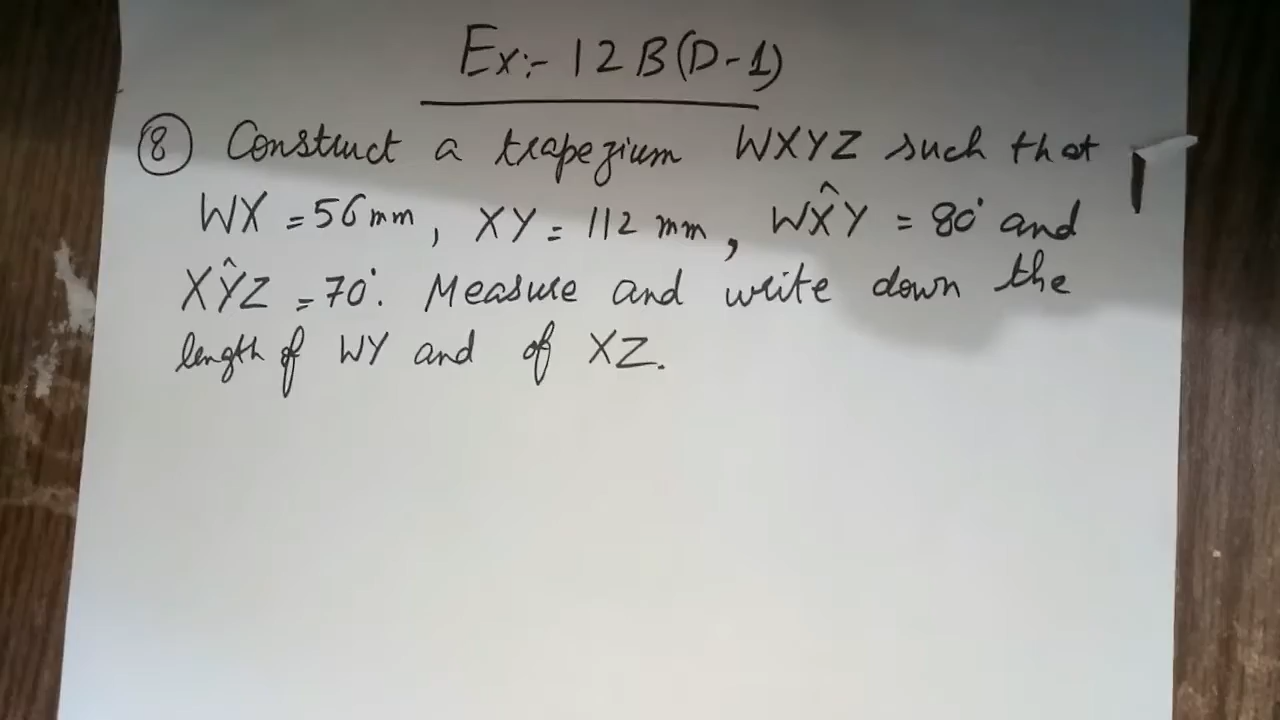 Ex:- 12 B(D-1)
⑧ Construct a trapezium WXYZ such that
WX = 56 mm, XY = 112 mm, WX̂Y = 80° and
XŶZ = 70°. Measure and write down the
length of WY and of XZ.